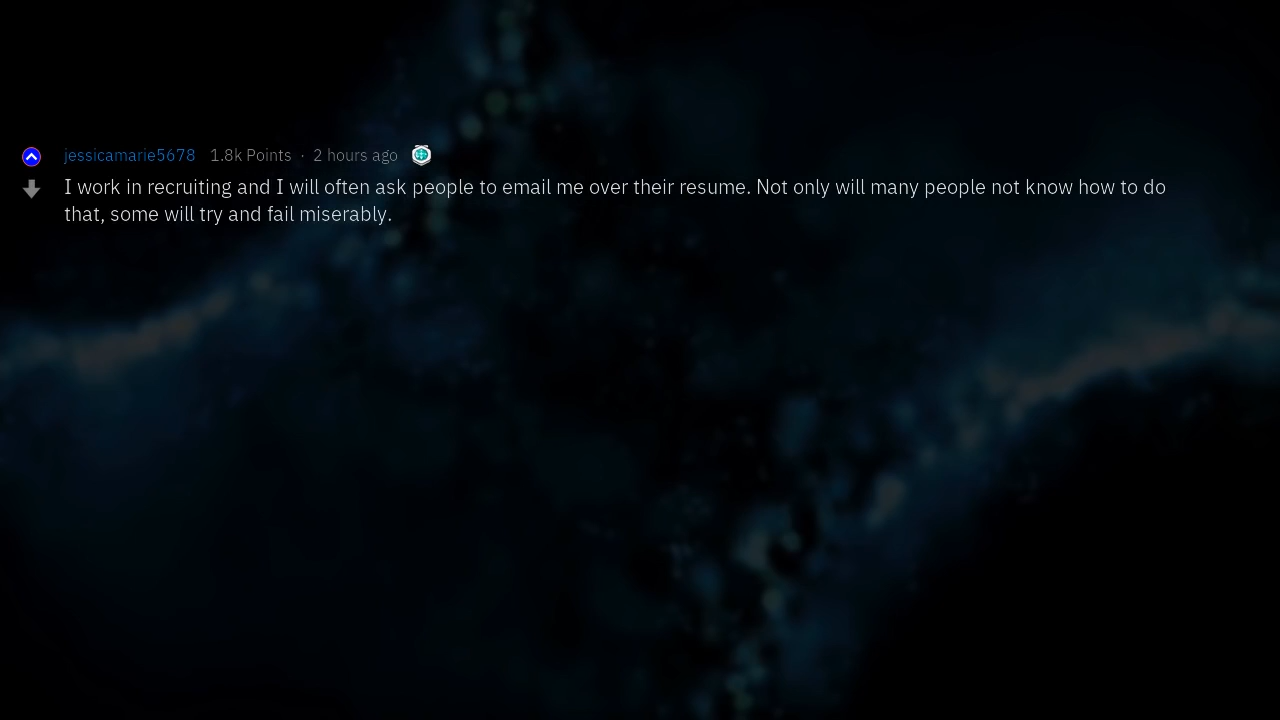 jessicamarie5678 1.8k Points · 2 hours ago
I work in recruiting and I will often ask people to email me over their resume. Not only will many people not know how to do
that, some will try and fail miserably.